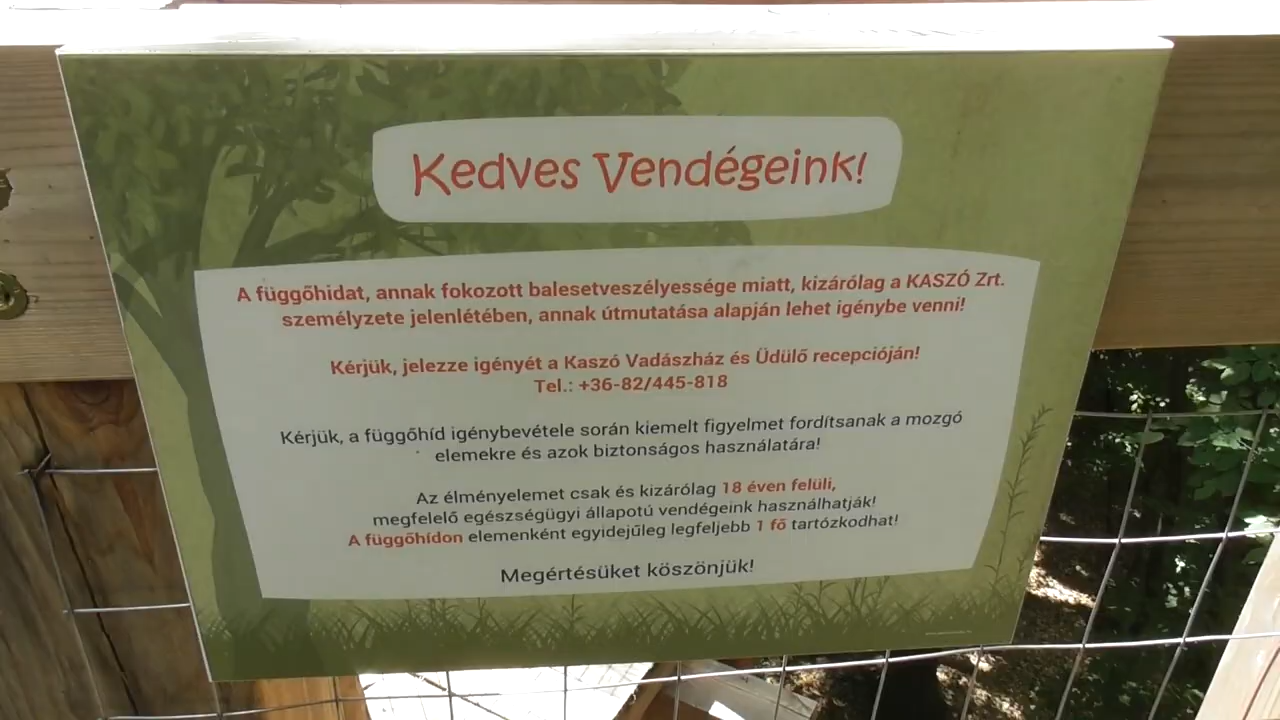 Kedves Vendégeink!
A függőhidat, annak fokozott balesetveszélyessége miatt, kizárólag a KASZÓ Zrt.
személyzete jelenlétében, annak útmutatása alapján lehet igénybe venni!
Kérjük, jelezze igényét a Kaszó Vadászház és Üdülő recepcióján!
Tel.: +36-82/445-818
Kérjük, a függőhíd igénybevétele során kiemelt figyelmet fordítsanak a mozgó
elemekre és azok biztonságos használatára!
Az élményelemet csak és kizárólag 18 éven felüli,
megfelelő egészségügyi állapotú vendégeink használhatják!
A függőhídon elemenként egyidejűleg legfeljebb 1 fő tartózkodhat!
Megértésüket köszönjük!